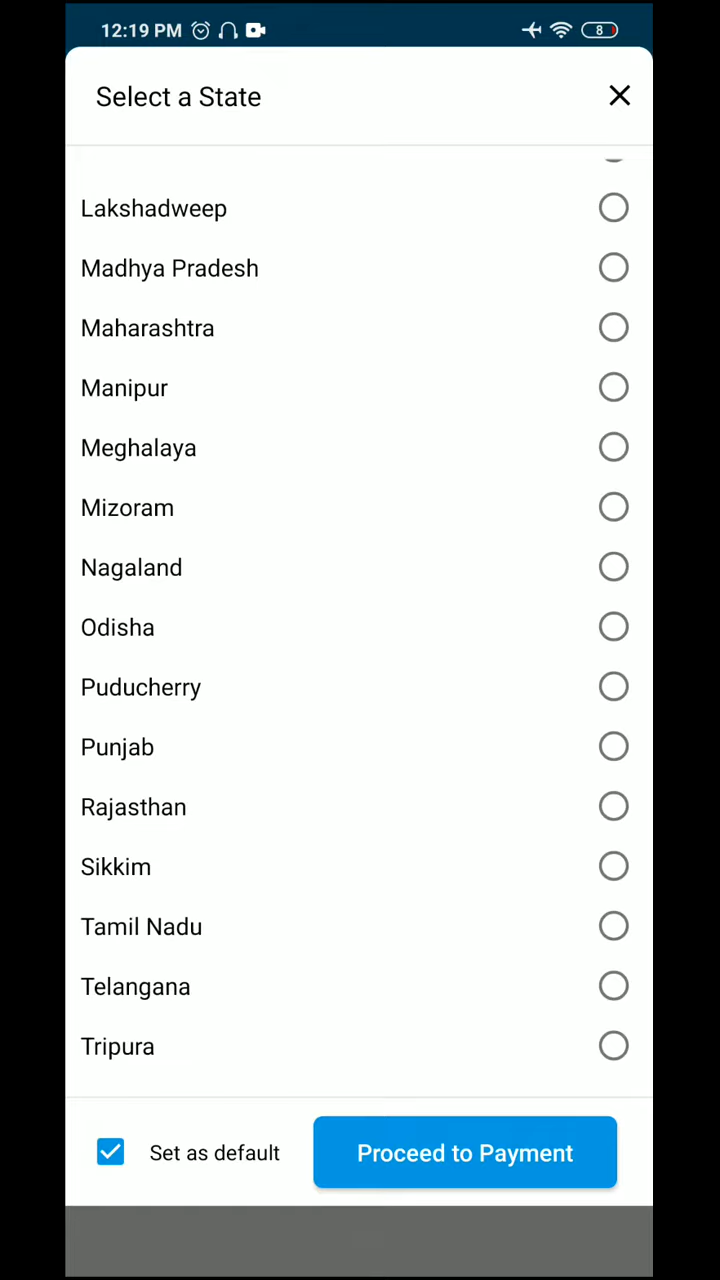 12:19 PM 8
Select a State
Lakshadweep
Madhya Pradesh
Maharashtra
Manipur
Meghalaya
Mizoram
Nagaland
Odisha
Puducherry
Punjab
Rajasthan
Sikkim
Tamil Nadu
Telangana
Tripura
Set as default
Proceed to Payment